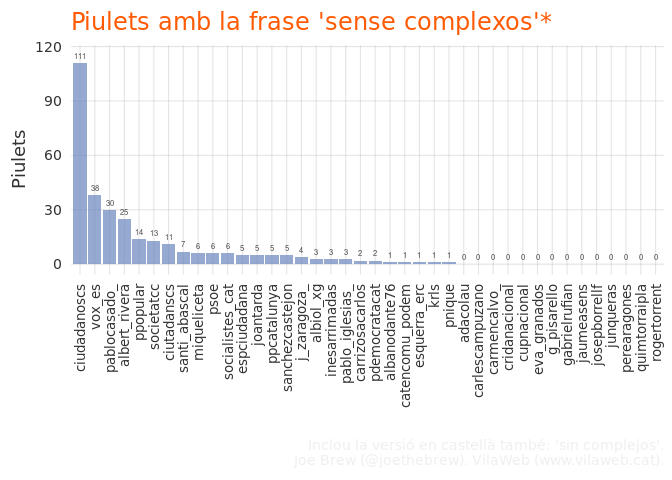 Piulets amb la frase 'sense complexos'*
120
90
60
30
0
Piulets
111
38
30
25
14
13
11
7
6
6
6
5
5
5
5
4
3
3
3
2
2
1
1
1
1
1
0
0
0
0
0
0
0
0
0
0
0
0
0
0
ciudadanoscs
vox_es
pablocasado_
albert_rivera
ppopular
societatcc
ciutadanscs
santi_abascal
miqueliceta
psoe
socialistes_cat
espciudadana
joantarda
ppcatalunya
sanchezcastejon
j_zaragoza_
albiol_xg
inesarrimadas
pablo_iglesias_
carrizosacarlos
pdemocratacat
albanodante76
catencomu_podem
esquerra_erc
krls
pnique
adacolau
carlescampuzano
carmencalvo_
cridanacional
cupnacional
eva_granados
g_pisarello
gabrielrufian
jaumeasens
josepborrellf
junqueras
perearagones
quimtorraipla
rogertorrent
Inclou la versió en castellà també: 'sin complejos'.
Joe Brew (@joethebrew). VilaWeb (www.vilaweb.cat).